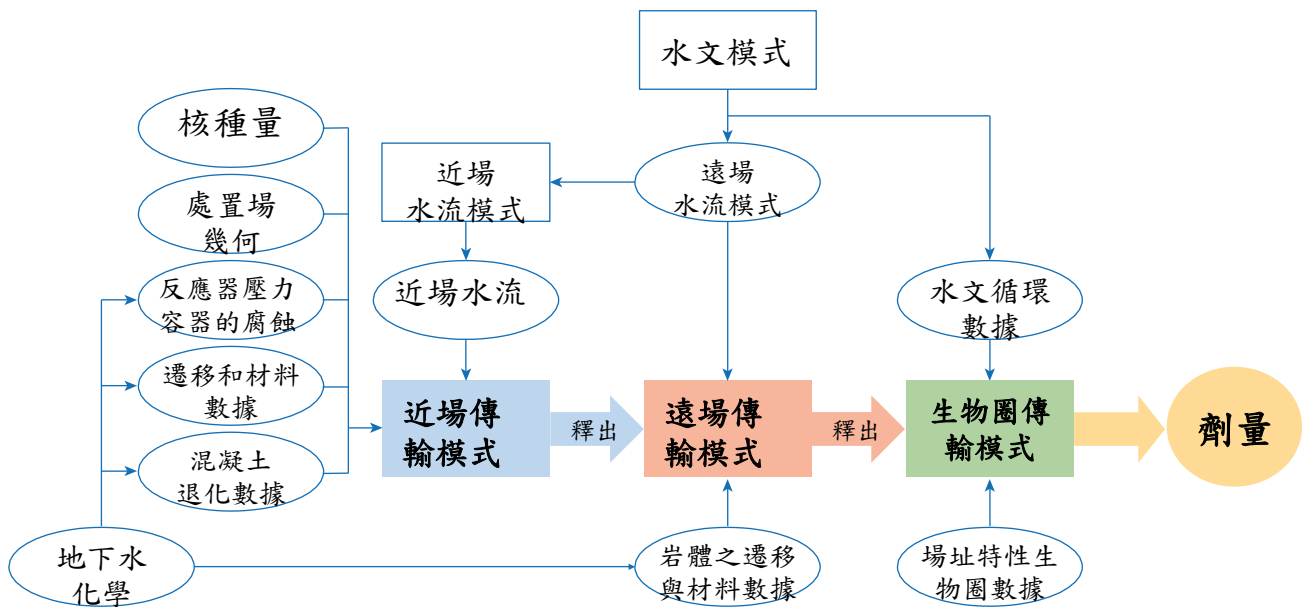 水文模式
核種量
近場
水流模式
遠場
水流模式
處置場
幾何
反應器壓力
容器的腐蝕
近場水流
水文循環
數據
遷移和材料
數據
近場傳
輸模式
釋出
遠場傳
輸模式
釋出
生物圈傳
輸模式
劑量
混凝土
退化數據
地下水
化學
岩體之遷移
與材料數據
場址特性生
物圈數據